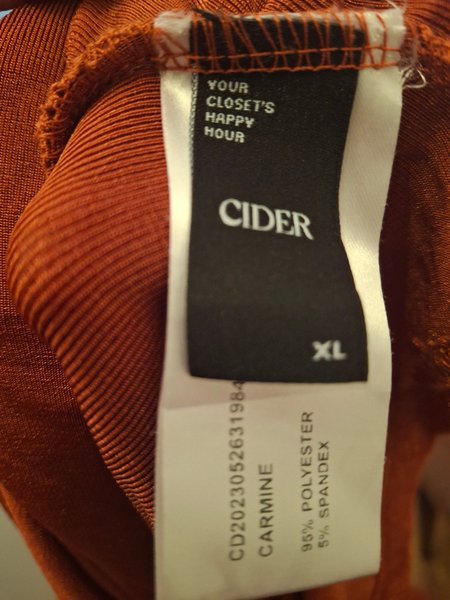 YOUR
CLOSET'S
HAPPY
HOUR
CIDER
XL
CD2023052631984
CARMINE
95% POLYESTER
5% SPANDEX